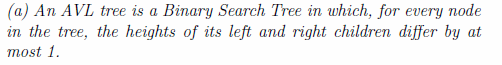 (a) An AVL tree is a Binary Search Tree in which, for every node
in the tree, the heights of its left and right children differ by at
most 1.